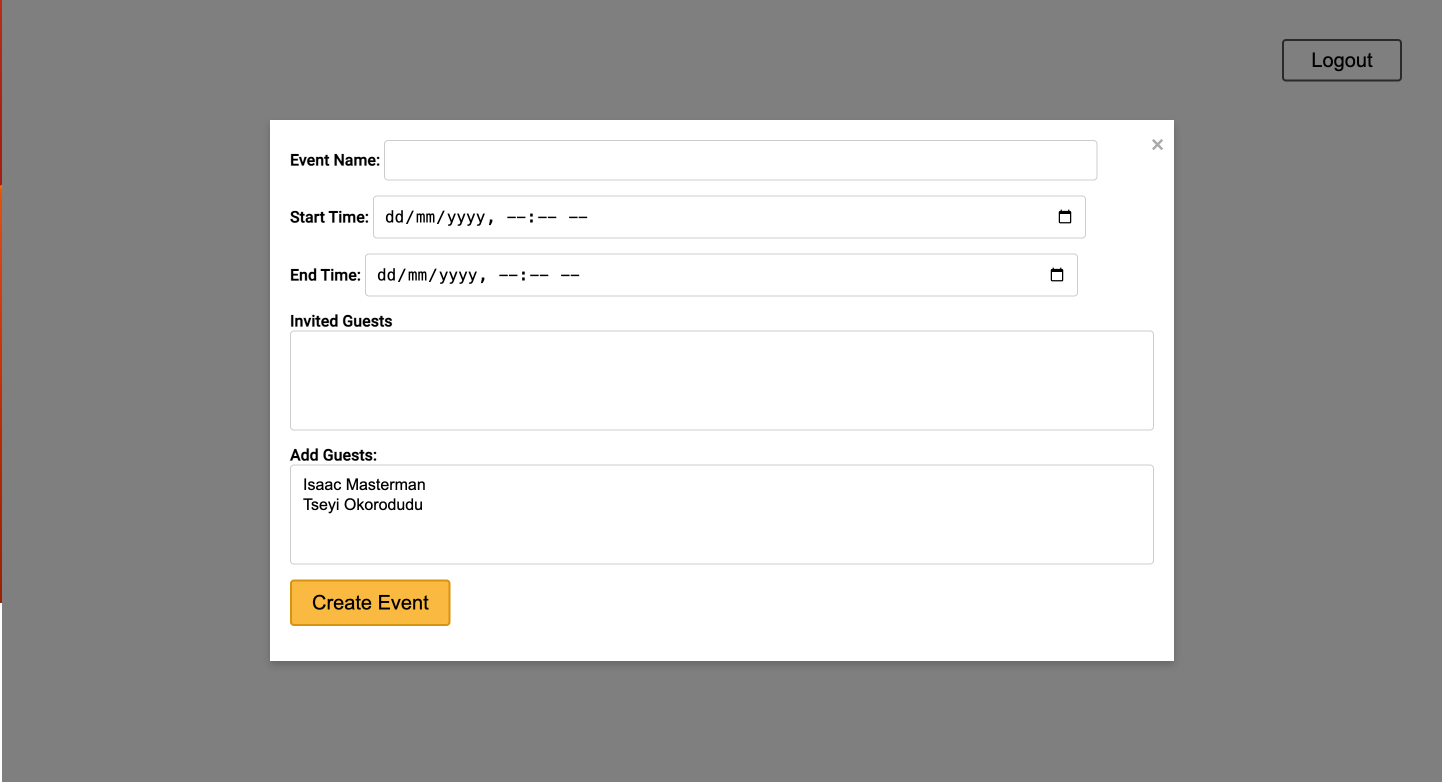 Logout
×
Event Name:
Start Time: dd/mm/yyyy, --:-- --
End Time: dd/mm/yyyy, --:-- --
Invited Guests
Add Guests:
Isaac Masterman
Tseyi Okorodudu
Create Event